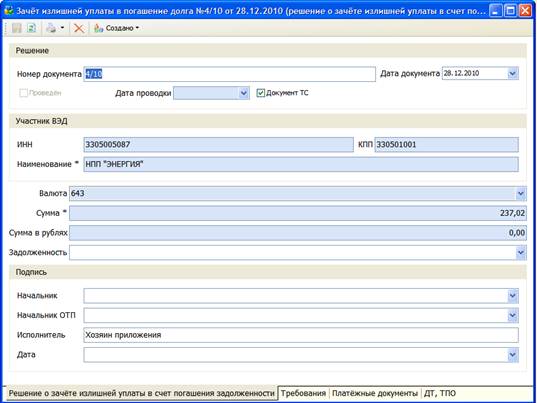 Зачёт излишней уплаты в погашение долга №4/10 от 28.12.2010 (решение о зачёте излишней уплаты в счет по...
Создано
Решение
Номер документа 4/10 Дата документа 28.12.2010
Проведён Дата проводки Документ ТС
Участник ВЭД
ИНН 3305005087 КПП 330501001
Наименование * НПП "ЭНЕРГИЯ"
Валюта 643
Сумма * 237,02
Сумма в рублях 0,00
Задолженность
Подпись
Начальник
Начальник ОТП
Исполнитель Хозяин приложения
Дата
Решение о зачёте излишней уплаты в счет погашения задолженности Требования Платёжные документы ДТ, ТПО